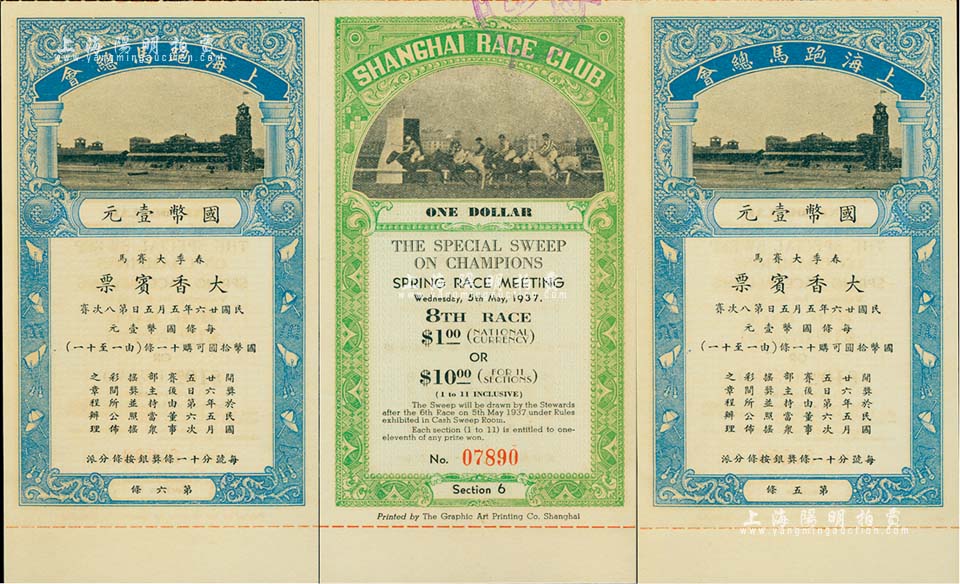 上海陽明拍賣
www.yangmingauction.com
上海跑馬總會
國幣壹元
春季大賽馬
大香賓票
民國廿六年五月五日第八次賽
每條國幣壹元
國幣拾圓可購十一條(由一至十一)
開獎於民國
廿六年五月
五日第六次
賽後由董事
部主持當眾
搖獎並照搖
彩間所公佈
之章程辦理
每號分十一條獎銀按條分派
第六條
SHANGHAI RACE CLUB
ONE DOLLAR
THE SPECIAL SWEEP
ON CHAMPIONS
SPRING RACE MEETING
Wednesday, 5th May, 1937.
8TH RACE
$1.00 (NATIONAL CURRENCY)
OR
$10.00 (FOR 11 SECTIONS)
(1 to 11 INCLUSIVE)
The Sweep will be drawn by the Stewards
after the 6th Race on 5th May 1937 under Rules
exhibited in Cash Sweep Room.
Each section (1 to 11) is entitled to one-
eleventh of any prize won.
No. 07890
Section 6
Printed by The Graphic Art Printing Co. Shanghai
上海陽明拍賣
www.yangmingauction.com
上海跑馬總會
國幣壹元
春季大賽馬
大香賓票
民國廿六年五月五日第八次賽
每條國幣壹元
國幣拾圓可購十一條(由一至十一)
開獎於民國
廿六年五月
五日第六次
賽後由董事
部主持當眾
搖獎並照搖
彩間所公佈
之章程辦理
每號分十一條獎銀按條分派
第五條
上海陽明拍賣
www.yangmingauction.com